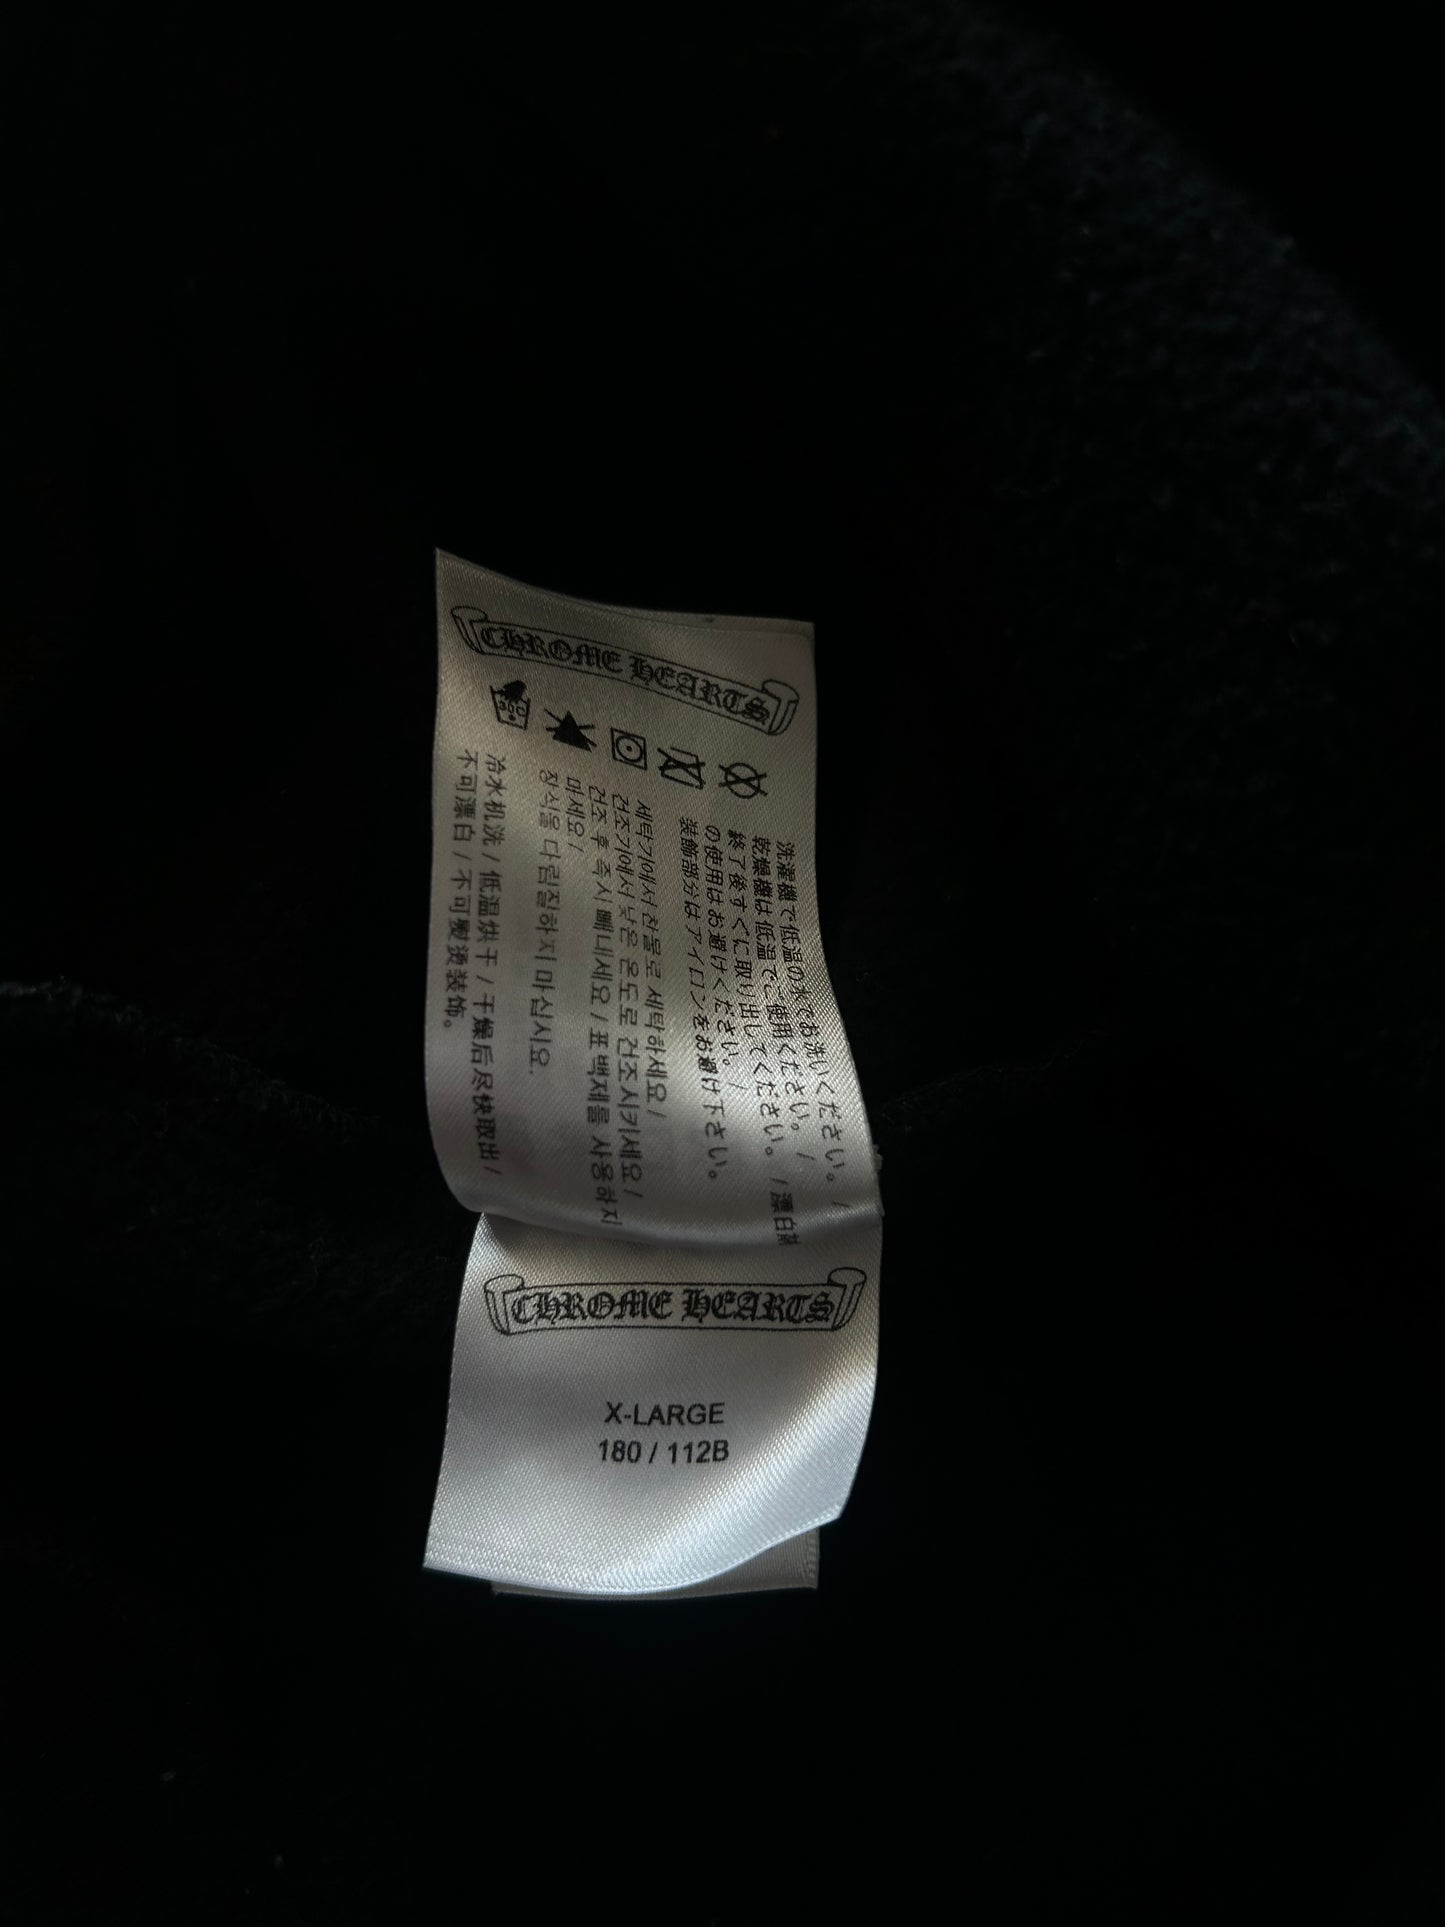 CHROME HEARTS
30C
洗濯機で低温の水でお洗いください。 /
乾燥機は低温でご使用ください。 /
終了後すぐに取り出してください。 / 漂白剤
の使用はお避けください。 /
装飾部分はアイロンをお避け下さい。
세탁기에서 찬물로 세탁하세요 /
건조기에서 낮은 온도로 건조시키세요 /
건조 후 즉시 빼내세요 / 표백제를 사용하지
마세요 /
장식을 다림질하지 마십시요.
冷水机洗 / 低温烘干 / 干燥后尽快取出 /
不可漂白 / 不可熨烫装饰。
CHROME HEARTS
X-LARGE
180 / 112B